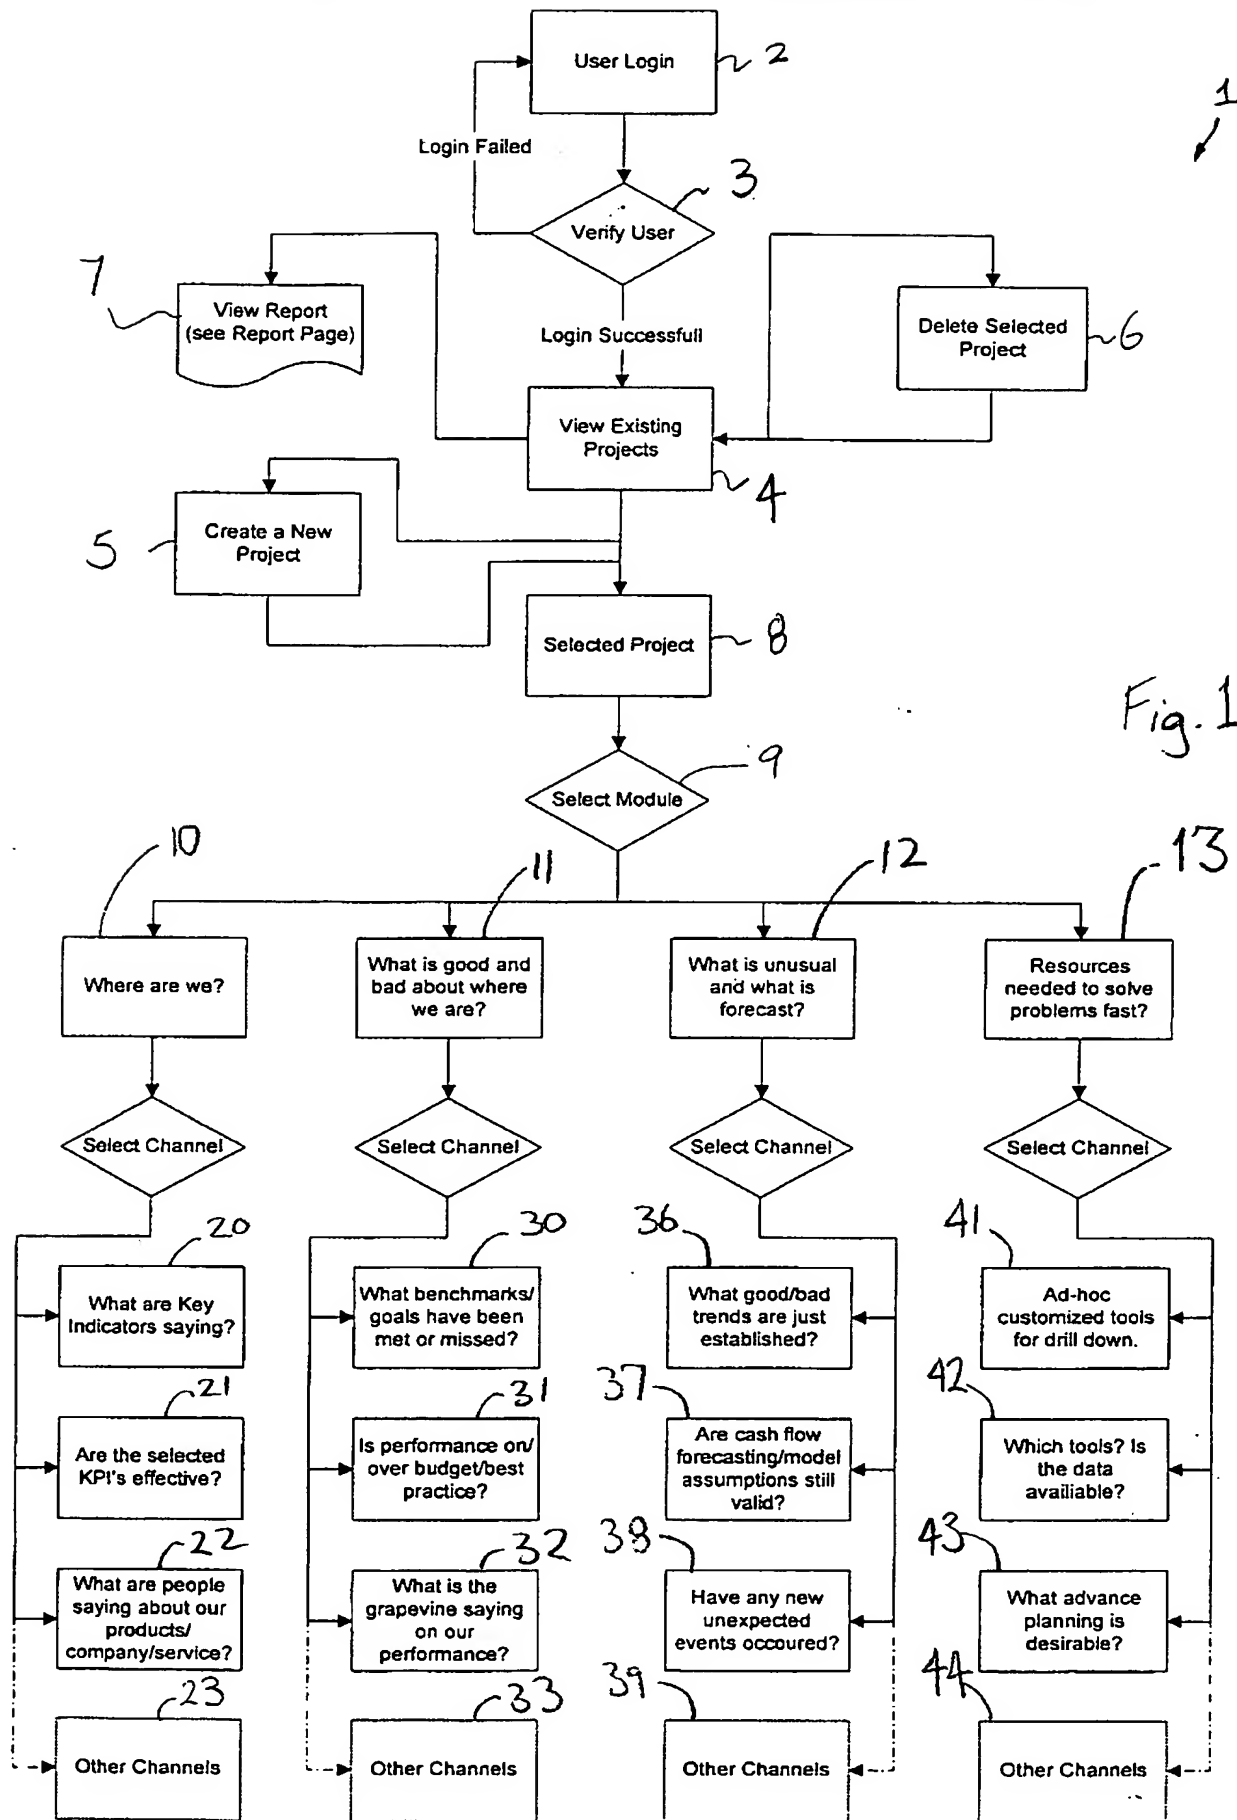 User Login
2
1
Login Failed
3
Verify User
7
View Report
(see Report Page)
Login Successfull
Delete Selected
Project
6
View Existing
Projects
4
5
Create a New
Project
Selected Project
8
Fig. 1
9
Select Module
10
11
12
13
Where are we?
What is good and
bad about where
we are?
What is unusual
and what is
forecast?
Resources
needed to solve
problems fast?
Select Channel
Select Channel
Select Channel
Select Channel
20
30
36
41
What are Key
Indicators saying?
What benchmarks/
goals have been
met or missed?
What good/bad
trends are just
established?
Ad-hoc
customized tools
for drill down.
21
31
37
42
Are the selected
KPI's effective?
Is performance on/
over budget/best
practice?
Are cash flow
forecasting/model
assumptions still
valid?
Which tools? Is
the data
availiable?
22
32
38
43
What are people
saying about our
products/
company/service?
What is the
grapevine saying
on our
performance?
Have any new
unexpected
events occoured?
What advance
planning is
desirable?
23
33
39
44
Other Channels
Other Channels
Other Channels
Other Channels